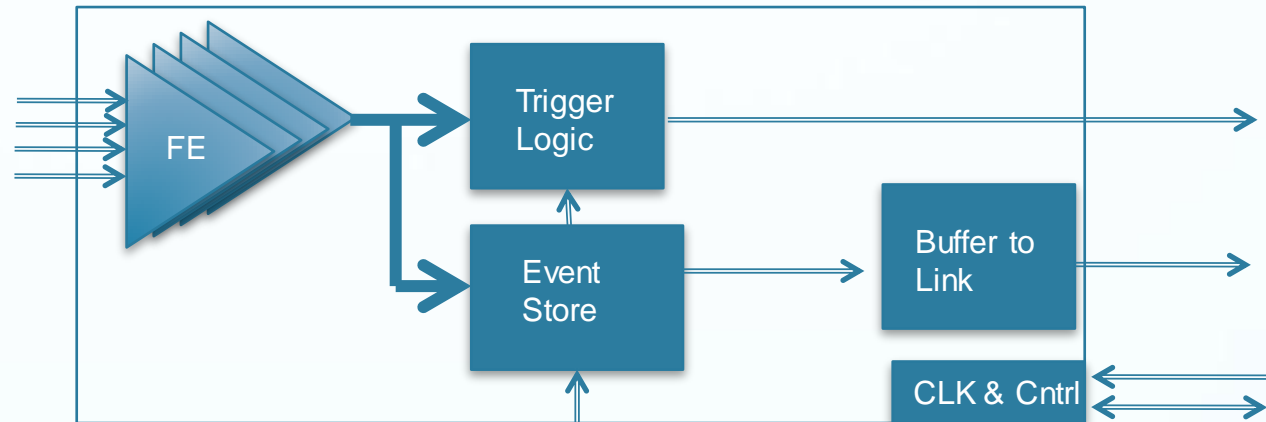 FE
Trigger
Logic
Event
Store
Buffer to
Link
CLK & Cntrl